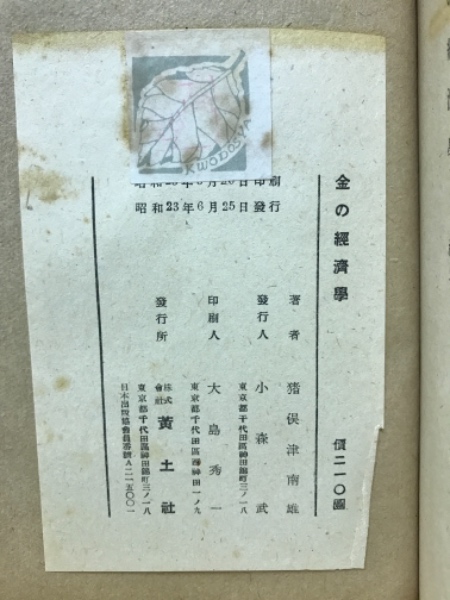 KWODOSYA
金の經濟學
價二一〇圓
昭和23年6月20日印刷
昭和23年6月25日發行
著者 猪俣津南雄
發行人 小森武
東京都千代田區神田錦町三ノ一八
印刷人 大島秀一
東京都千代田區西神田一ノ九
發行所 株式會社 黃土社
東京都千代田區神田錦町三ノ一八
日本出版協會會員番號A二一五〇〇一